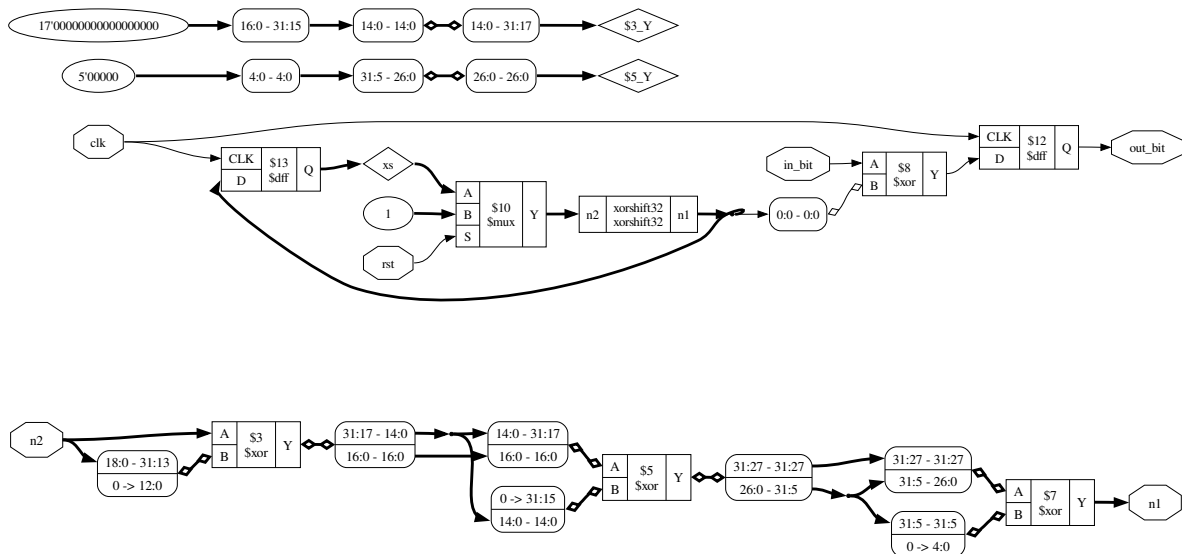 17'00000000000000000
16:0 - 31:15
14:0 - 14:0
14:0 - 31:17
$3_Y
5'00000
4:0 - 4:0
31:5 - 26:0
26:0 - 26:0
$5_Y
clk
CLK
D
$13
$dff
Q
xs
A
B
S
$10
$mux
Y
1
rst
n2
xorshift32
xorshift32
n1
0:0 - 0:0
in_bit
A
B
$8
$xor
Y
CLK
D
$12
$dff
Q
out_bit
n2
18:0 - 31:13
0 -> 12:0
A
B
$3
$xor
Y
31:17 - 14:0
16:0 - 16:0
14:0 - 31:17
16:0 - 16:0
0 -> 31:15
14:0 - 14:0
A
B
$5
$xor
Y
31:27 - 31:27
26:0 - 31:5
31:27 - 31:27
31:5 - 26:0
31:5 - 31:5
0 -> 4:0
A
B
$7
$xor
Y
n1